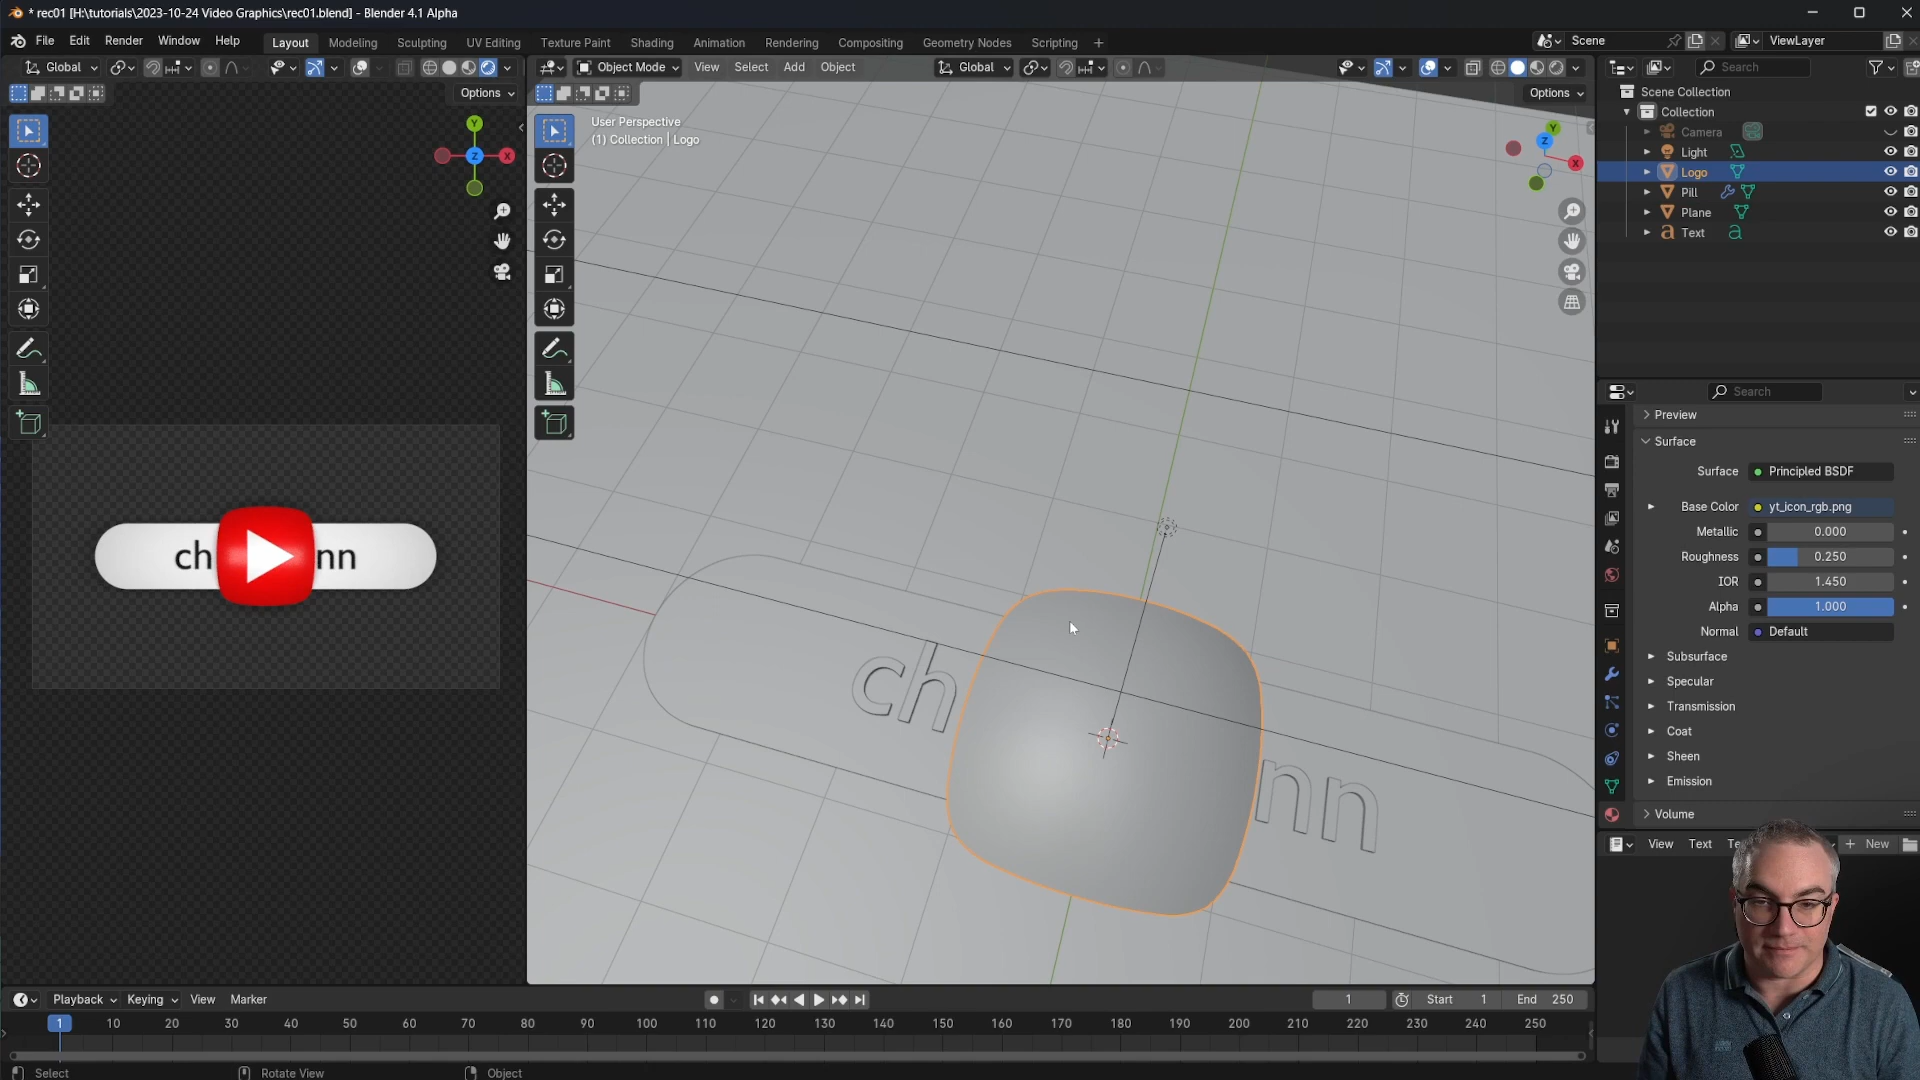 * rec01 [H:\tutorials\2023-10-24 Video Graphics\rec01.blend] - Blender 4.1 Alpha
File Edit Render Window Help Layout Modeling Sculpting UV Editing Texture Paint Shading Animation Rendering Compositing Geometry Nodes Scripting + Scene ViewLayer
Global Object Mode View Select Add Object Global Search
Options Options
Scene Collection
Collection
Camera
Light
Logo
Pill
Plane
Text
User Perspective
(1) Collection | Logo
Y
Z X
Y
Z
X
ch nn
ch nn
Search
Preview
Surface
Surface Principled BSDF
Base Color yt_icon_rgb.png
Metallic 0.000
Roughness 0.250
IOR 1.450
Alpha 1.000
Normal Default
Subsurface
Specular
Transmission
Coat
Sheen
Emission
Volume
View Text Te New
Playback Keying View Marker 1 Start 1 End 250
1 10 20 30 40 50 60 70 80 90 100 110 120 130 140 150 160 170 180 190 200 210 220 230 240 250
Select Rotate View Object